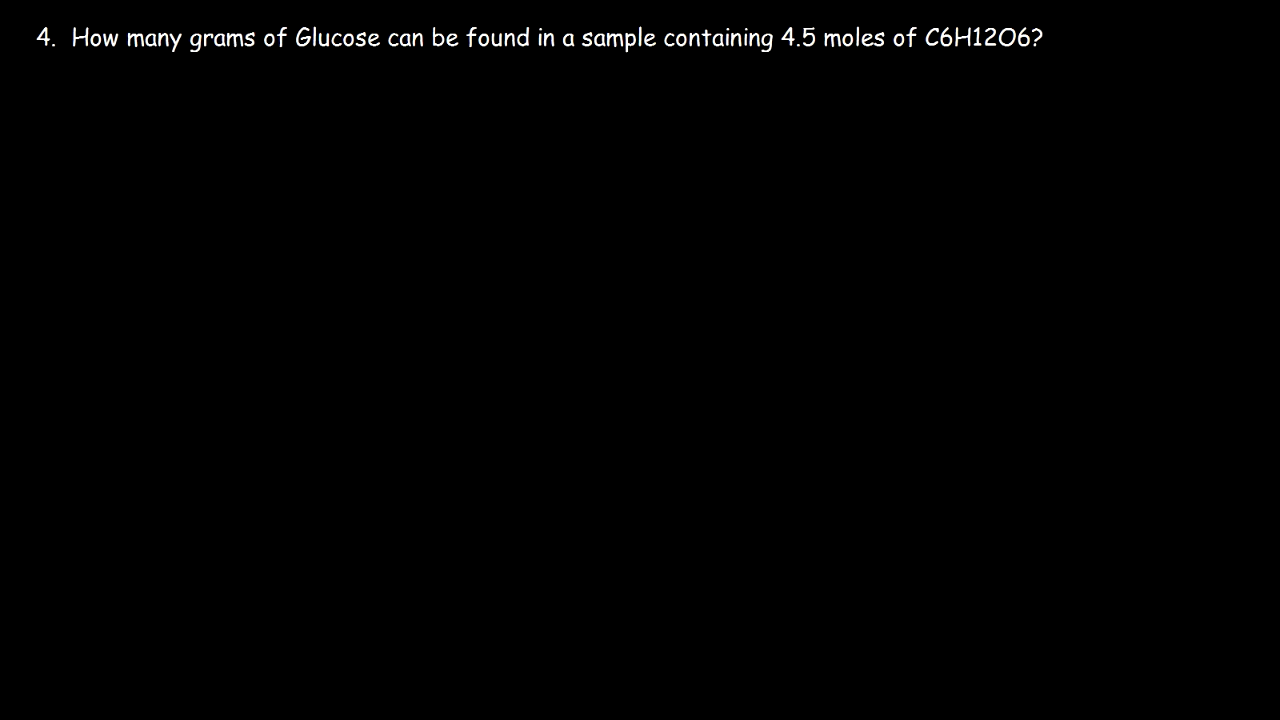 4. How many grams of Glucose can be found in a sample containing 4.5 moles of C6H12O6?